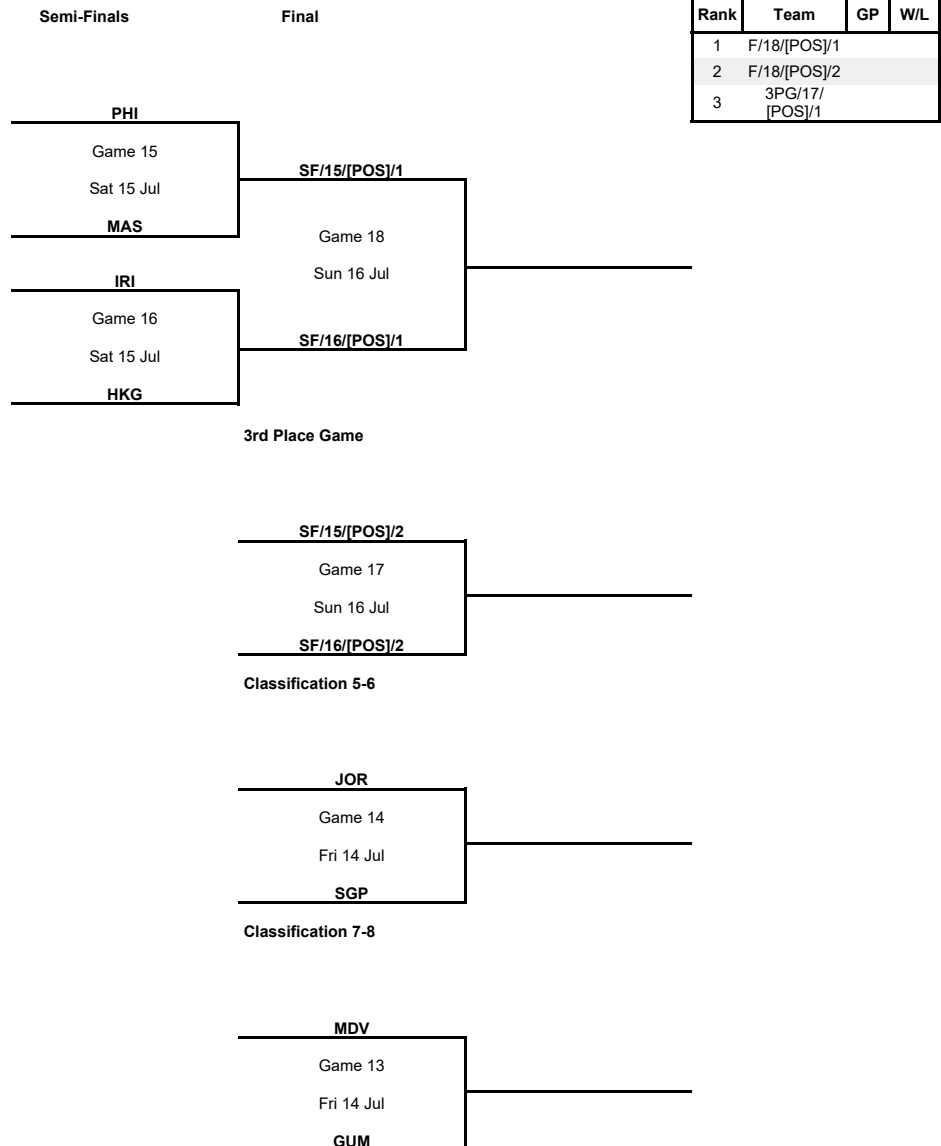 Semi-Finals Final
Rank Team GP W/L
1 F/18/[POS]/1
2 F/18/[POS]/2
3 3PG/17/
[POS]/1
PHI
Game 15
SF/15/[POS]/1
Sat 15 Jul
MAS
Game 18
Sun 16 Jul
IRI
Game 16
SF/16/[POS]/1
Sat 15 Jul
HKG
3rd Place Game
SF/15/[POS]/2
Game 17
Sun 16 Jul
SF/16/[POS]/2
Classification 5-6
JOR
Game 14
Fri 14 Jul
SGP
Classification 7-8
MDV
Game 13
Fri 14 Jul
GUM